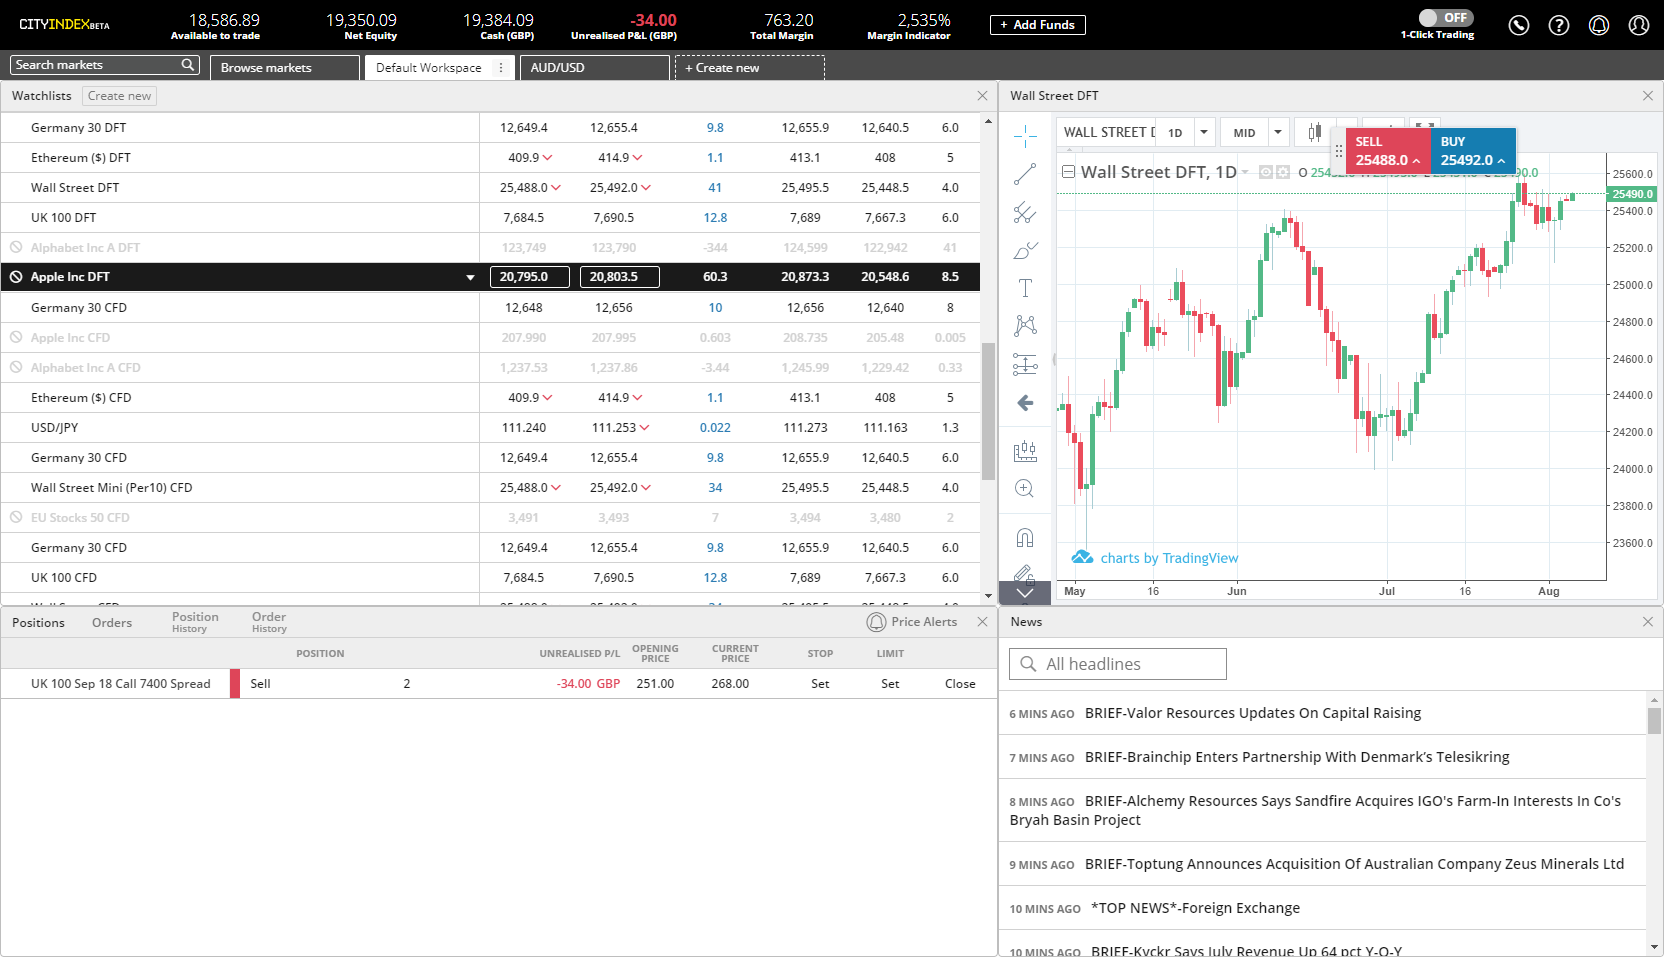 CITYINDEX BETA
18,586.89 19,350.09 19,384.09 -34.00 763.20 2,535%
Available to trade Net Equity Cash (GBP) Unrealised P&L (GBP) Total Margin Margin Indicator
+ Add Funds
OFF
1-Click Trading
Search markets Browse markets Default Workspace AUD/USD + Create new
Watchlists Create new
Germany 30 DFT 12,649.4 12,655.4 9.8 12,655.9 12,640.5 6.0
Ethereum ($) DFT 409.9 414.9 1.1 413.1 408 5
Wall Street DFT 25,488.0 25,492.0 41 25,495.5 25,448.5 4.0
UK 100 DFT 7,684.5 7,690.5 12.8 7,689 7,667.3 6.0
Alphabet Inc A DFT 123,749 123,790 -344 124,599 122,942 41
Apple Inc DFT 20,795.0 20,803.5 60.3 20,873.3 20,548.6 8.5
Germany 30 CFD 12,648 12,656 10 12,656 12,640 8
Apple Inc CFD 207.990 207.995 0.603 208.735 205.48 0.005
Alphabet Inc A CFD 1,237.53 1,237.86 -3.44 1,245.99 1,229.42 0.33
Ethereum ($) CFD 409.9 414.9 1.1 413.1 408 5
USD/JPY 111.240 111.253 0.022 111.273 111.163 1.3
Germany 30 CFD 12,649.4 12,655.4 9.8 12,655.9 12,640.5 6.0
Wall Street Mini (Per10) CFD 25,488.0 25,492.0 34 25,495.5 25,448.5 4.0
EU Stocks 50 CFD 3,491 3,493 7 3,494 3,480 2
Germany 30 CFD 12,649.4 12,655.4 9.8 12,655.9 12,640.5 6.0
UK 100 CFD 7,684.5 7,690.5 12.8 7,689 7,667.3 6.0
Wall Street DFT
WALL STREET 1D MID
SELL BUY
25488.0 25492.0
Wall Street DFT, 1D O
25600.0
25490.0
25400.0
25200.0
25000.0
24800.0
24600.0
24400.0
24200.0
24000.0
23800.0
23600.0
charts by TradingView
May 16 Jun Jul 16 Aug
Positions Orders Position History Order History Price Alerts
POSITION UNREALISED P/L OPENING PRICE CURRENT PRICE STOP LIMIT
UK 100 Sep 18 Call 7400 Spread Sell 2 -34.00 GBP 251.00 268.00 Set Set Close
News
All headlines
6 MINS AGO BRIEF-Valor Resources Updates On Capital Raising
7 MINS AGO BRIEF-Brainchip Enters Partnership With Denmark's Telesikring
8 MINS AGO BRIEF-Alchemy Resources Says Sandfire Acquires IGO's Farm-In Interests In Co's
Bryah Basin Project
9 MINS AGO BRIEF-Toptung Announces Acquisition Of Australian Company Zeus Minerals Ltd
10 MINS AGO *TOP NEWS*-Foreign Exchange
10 MINS AGO BRIEF-Kyckr Says July Revenue Up 64 pct Y-O-Y